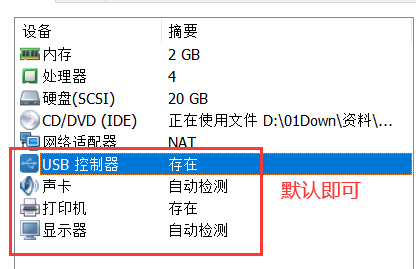 设备 摘要
内存 2 GB
处理器 4
硬盘(SCSI) 20 GB
CD/DVD (IDE) 正在使用文件 D:\01Down\资料\...
网络适配器 NAT
USB 控制器 存在
声卡 自动检测
打印机 存在
显示器 自动检测
默认即可